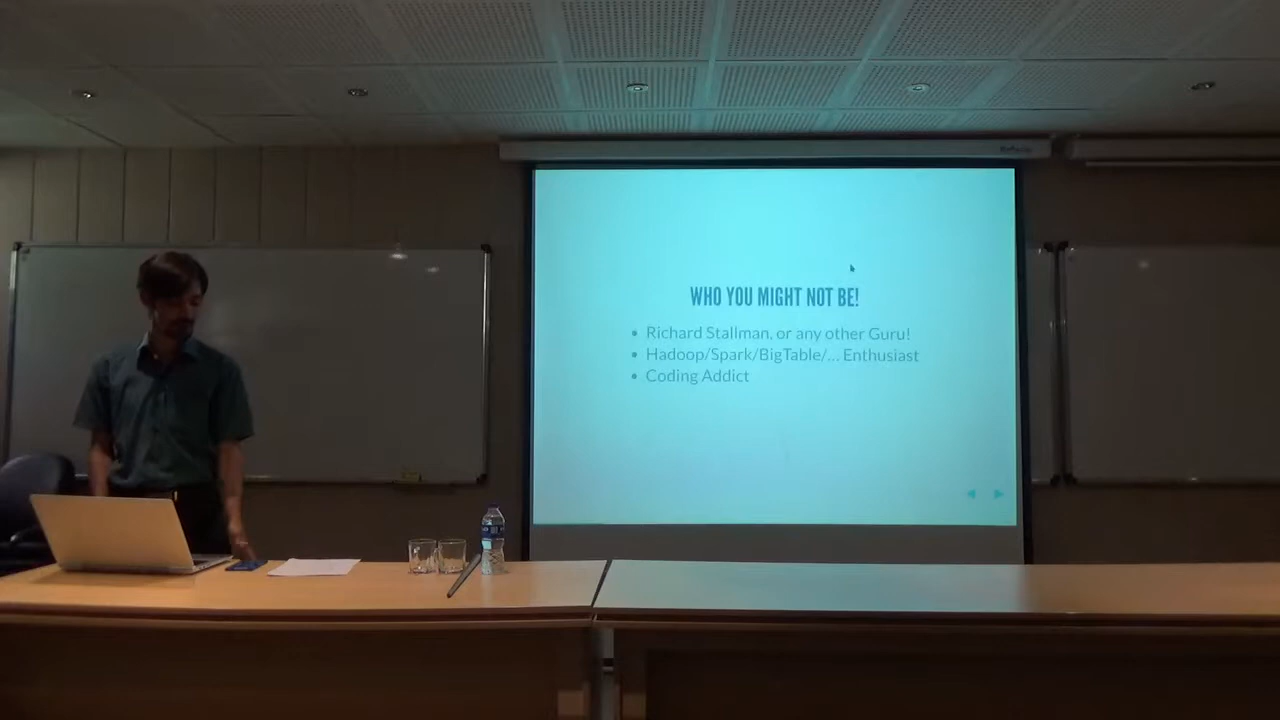 WHO YOU MIGHT NOT BE!
Richard Stallman, or any other Guru!
Hadoop/Spark/BigTable/... Enthusiast
Coding Addict